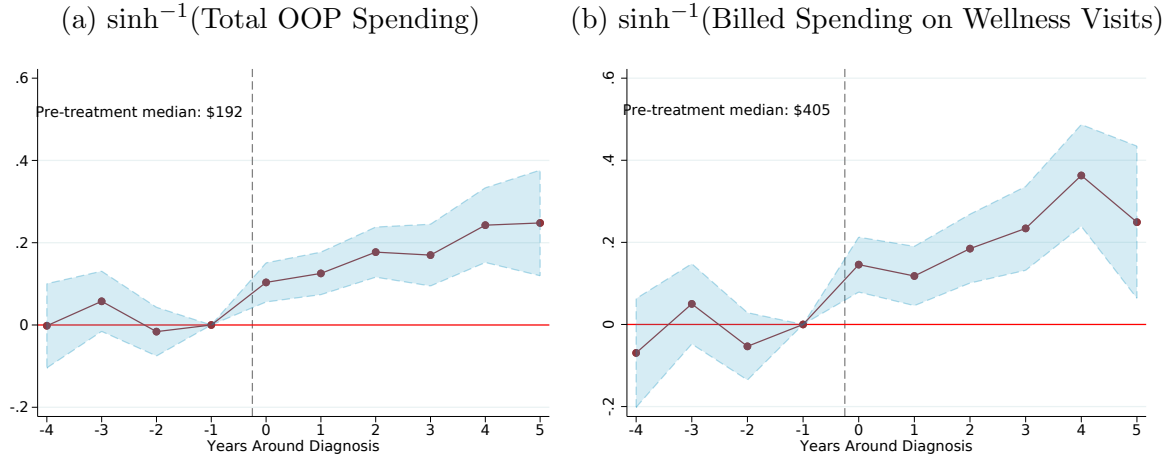 (a) sinh⁻¹(Total OOP Spending)
.6
Pre-treatment median: $192
.4
.2
0
-.2
-4 -3 -2 -1 0 1 2 3 4 5
Years Around Diagnosis
(b) sinh⁻¹(Billed Spending on Wellness Visits)
.6
Pre-treatment median: $405
.4
.2
0
-.2
-4 -3 -2 -1 0 1 2 3 4 5
Years Around Diagnosis